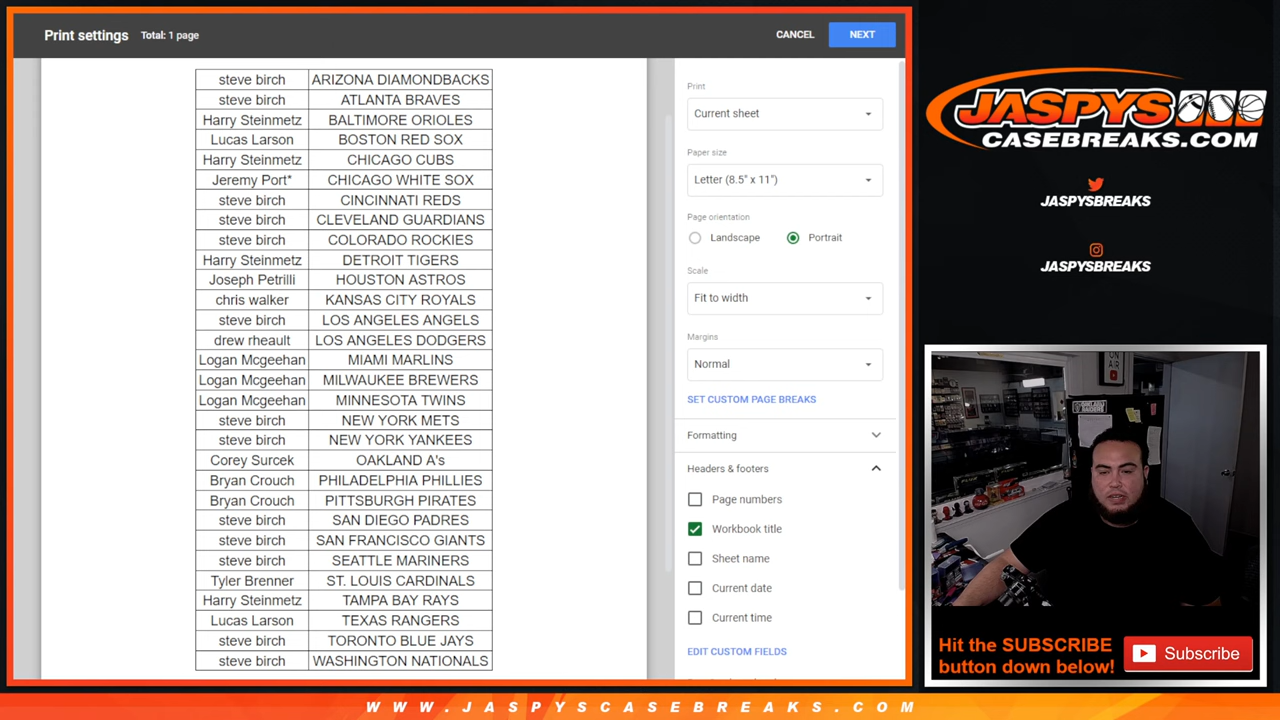 Print settings Total: 1 page CANCEL NEXT
steve birch ARIZONA DIAMONDBACKS
steve birch ATLANTA BRAVES
Harry Steinmetz BALTIMORE ORIOLES
Lucas Larson BOSTON RED SOX
Harry Steinmetz CHICAGO CUBS
Jeremy Port* CHICAGO WHITE SOX
steve birch CINCINNATI REDS
steve birch CLEVELAND GUARDIANS
steve birch COLORADO ROCKIES
Harry Steinmetz DETROIT TIGERS
Joseph Petrilli HOUSTON ASTROS
chris walker KANSAS CITY ROYALS
steve birch LOS ANGELES ANGELS
drew rheault LOS ANGELES DODGERS
Logan Mcgeehan MIAMI MARLINS
Logan Mcgeehan MILWAUKEE BREWERS
Logan Mcgeehan MINNESOTA TWINS
steve birch NEW YORK METS
steve birch NEW YORK YANKEES
Corey Surcek OAKLAND A's
Bryan Crouch PHILADELPHIA PHILLIES
Bryan Crouch PITTSBURGH PIRATES
steve birch SAN DIEGO PADRES
steve birch SAN FRANCISCO GIANTS
steve birch SEATTLE MARINERS
Tyler Brenner ST. LOUIS CARDINALS
Harry Steinmetz TAMPA BAY RAYS
Lucas Larson TEXAS RANGERS
steve birch TORONTO BLUE JAYS
steve birch WASHINGTON NATIONALS
Print
Current sheet
Paper size
Letter (8.5" x 11")
Page orientation
Landscape Portrait
Scale
Fit to width
Margins
Normal
SET CUSTOM PAGE BREAKS
Formatting
Headers & footers
Page numbers
Workbook title
Sheet name
Current date
Current time
EDIT CUSTOM FIELDS
JASPYS
CASEBREAKS.COM
JASPYSBREAKS
JASPYSBREAKS
ON
AIR
Hit the SUBSCRIBE
button down below!
Subscribe
WWW.JASPYSCASEBREAKS.COM